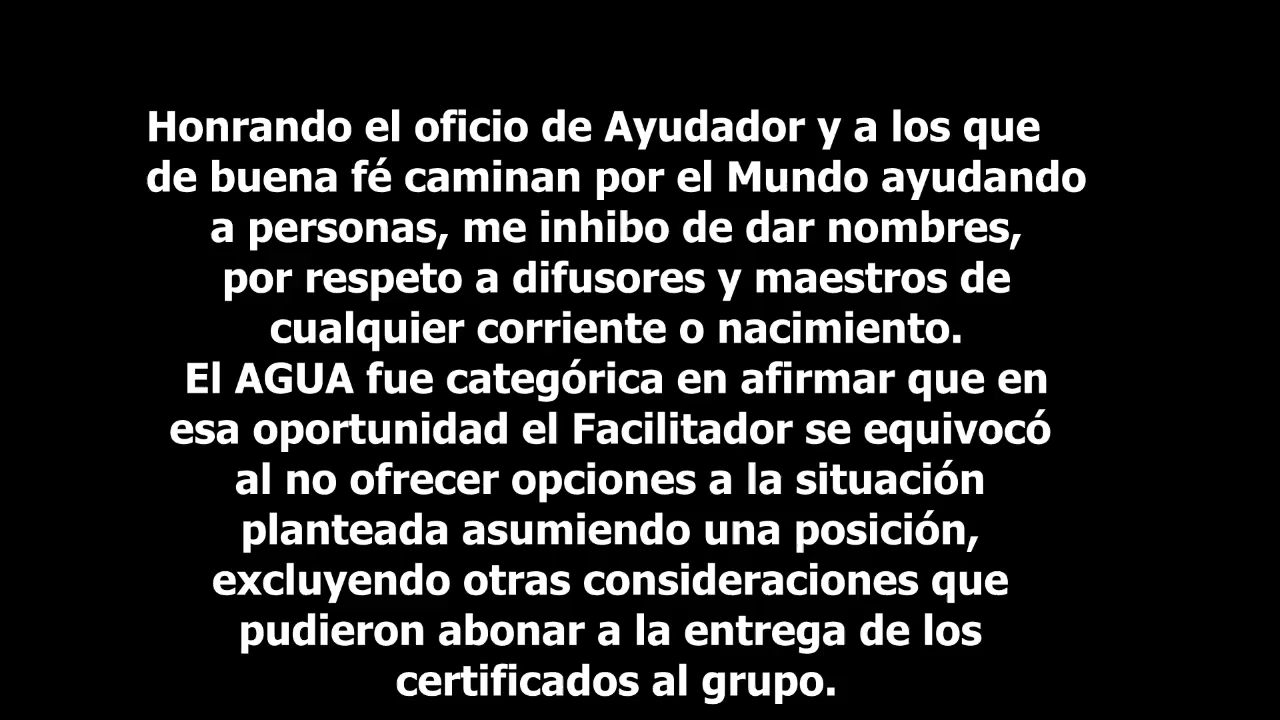 Honrando el oficio de Ayudador y a los que
de buena fé caminan por el Mundo ayudando
a personas, me inhibo de dar nombres,
por respeto a difusores y maestros de
cualquier corriente o nacimiento.
El AGUA fue categórica en afirmar que en
esa oportunidad el Facilitador se equivocó
al no ofrecer opciones a la situación
planteada asumiendo una posición,
excluyendo otras consideraciones que
pudieron abonar a la entrega de los
certificados al grupo.